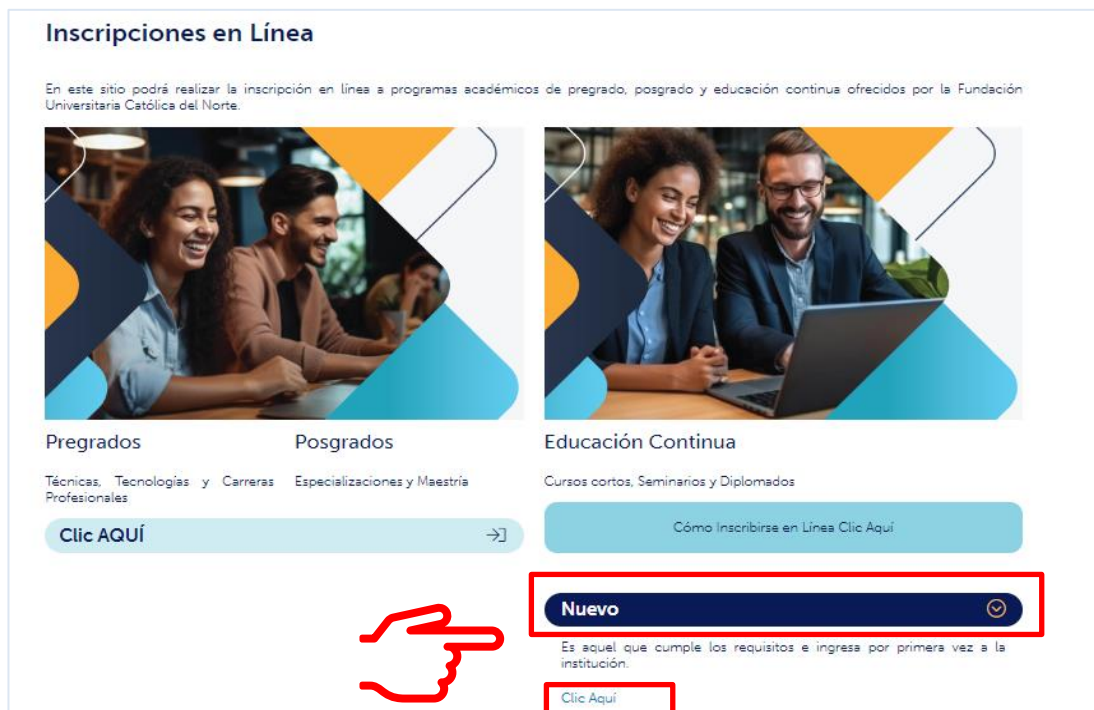 Inscripciones en Línea
En este sitio podrá realizar la inscripción en línea a programas académicos de pregrado, posgrado y educación continua ofrecidos por la Fundación
Universitaria Católica del Norte.
Pregrados
Técnicas, Tecnologías y Carreras
Profesionales
Posgrados
Especializaciones y Maestría
Clic AQUÍ
Educación Continua
Cursos cortos, Seminarios y Diplomados
Cómo Inscribirse en Línea Clic Aquí
Nuevo
Es aquel que cumple los requisitos e ingresa por primera vez a la
institución.
Clic Aquí